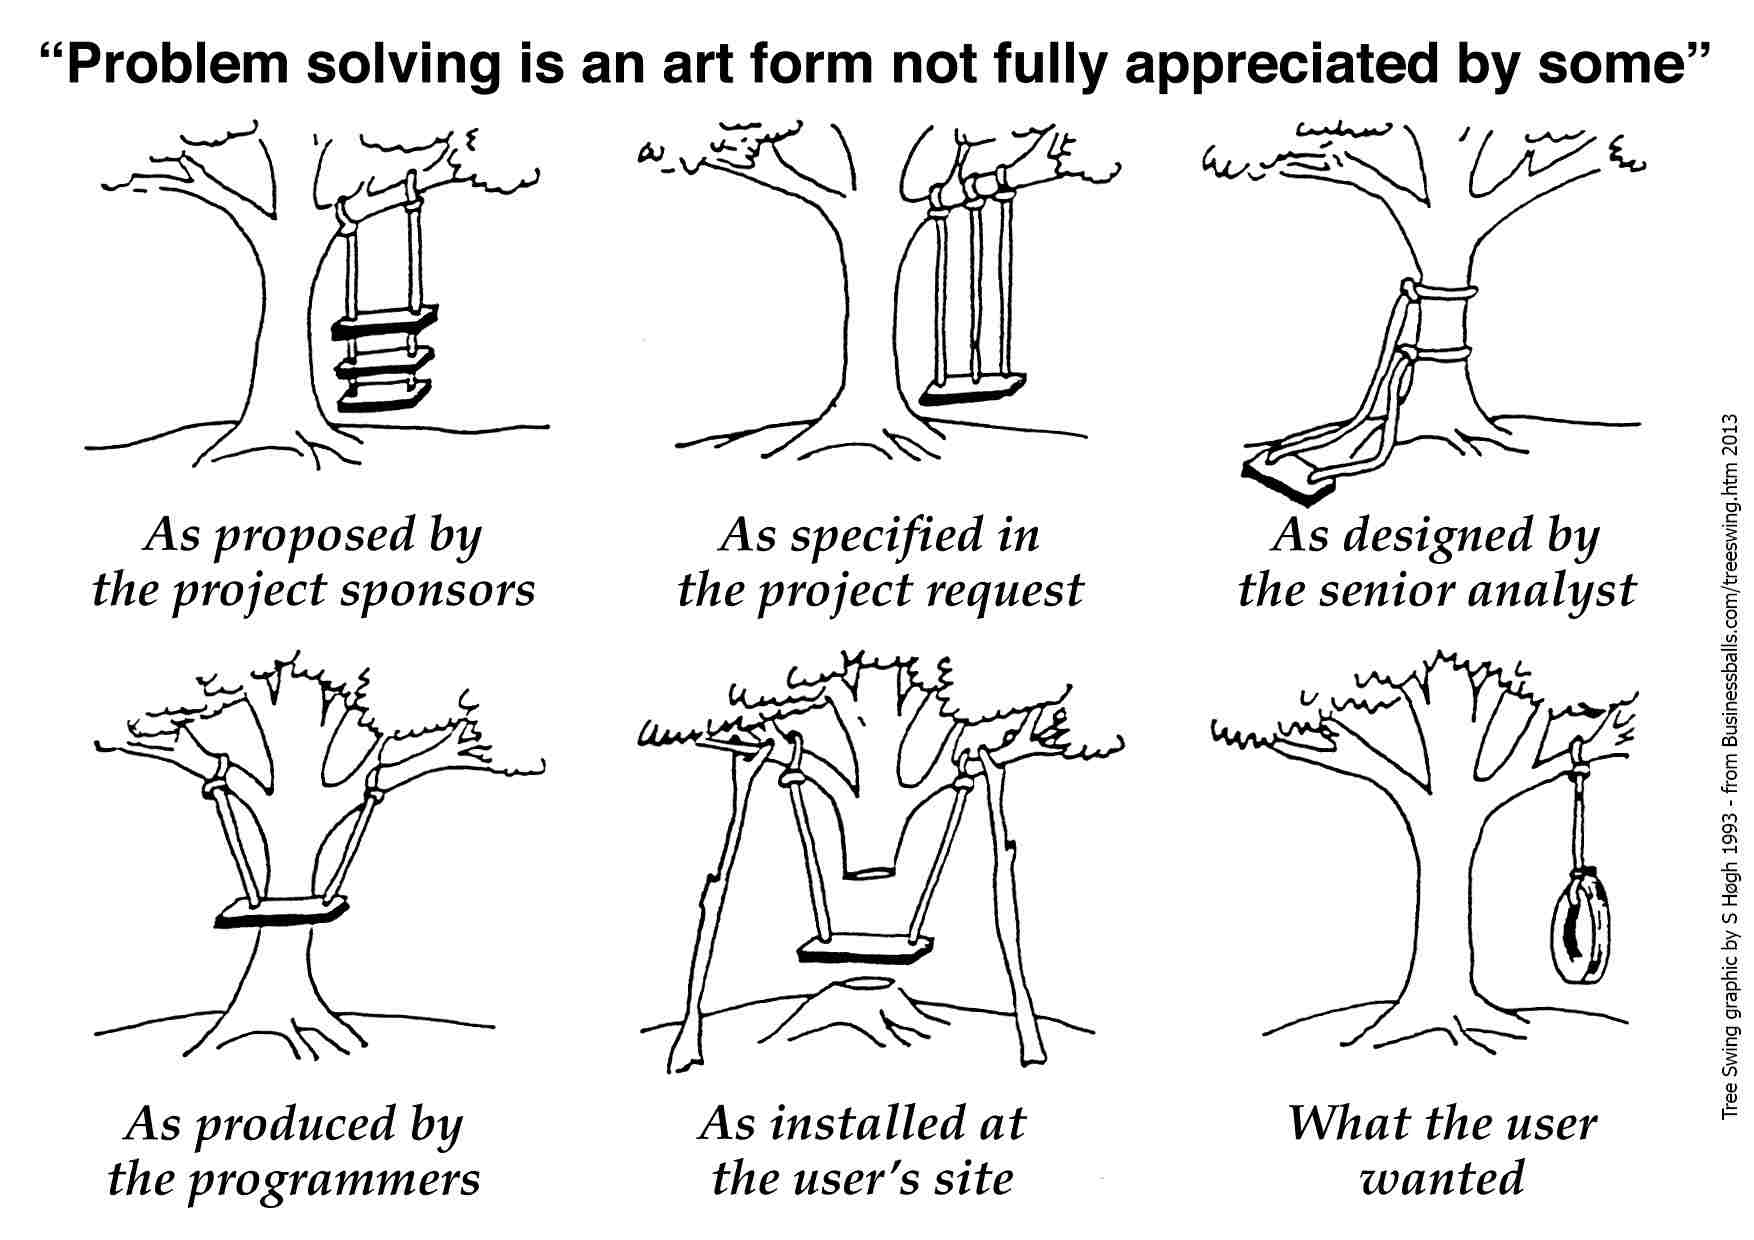 “Problem solving is an art form not fully appreciated by some”
As proposed by
the project sponsors
As specified in
the project request
As designed by
the senior analyst
As produced by
the programmers
As installed at
the user’s site
What the user
wanted
Tree Swing graphic by S Høgh 1993 - from Businessballs.com/treeswing.htm 2013